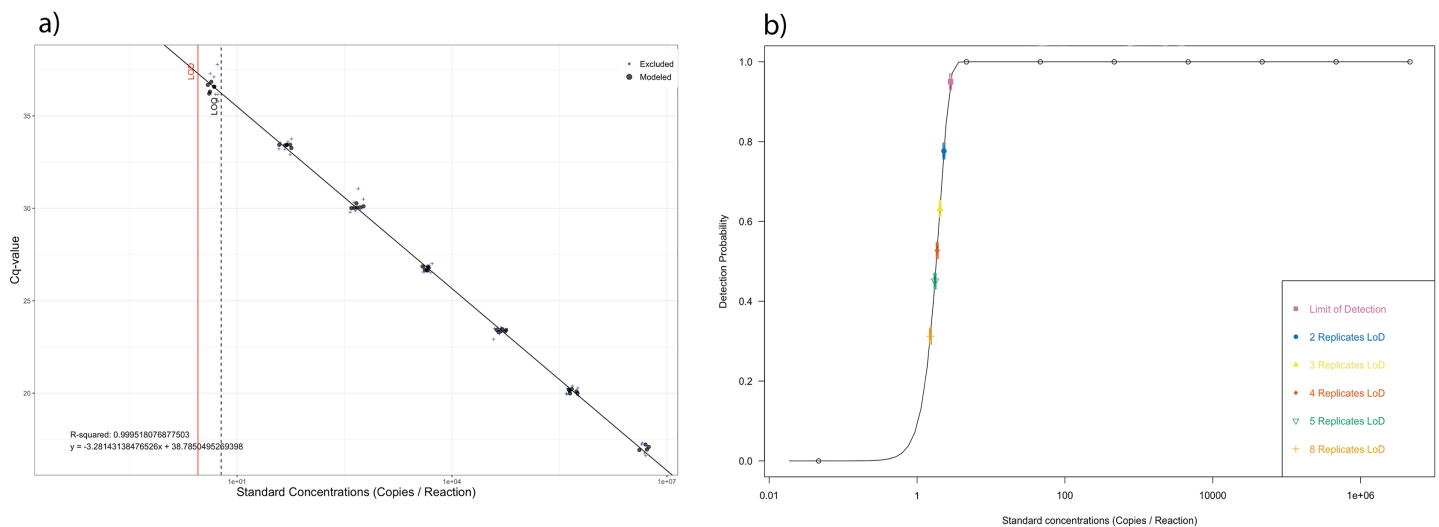 a)
Cq-value
35
30
25
20
LOD
LOQ
Excluded
Modeled
R-squared: 0.999518076877503
y = -3.28143138476526x + 38.7850495269398
1e+01
1e+04
1e+07
Standard Concentrations (Copies / Reaction)
b)
Detection Probability
1.0
0.8
0.6
0.4
0.2
0.0
Limit of Detection
2 Replicates LoD
3 Replicates LoD
4 Replicates LoD
5 Replicates LoD
8 Replicates LoD
0.01
1
100
10000
1e+06
Standard concentrations (Copies / Reaction)